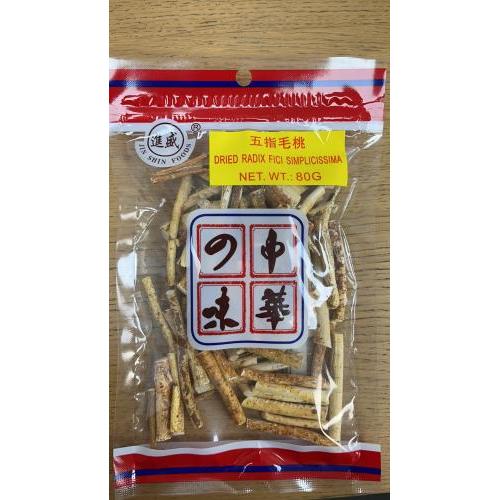 進盛
®
JIN SHIN FOODS
五指毛桃
DRIED RADIX FICI SIMPLICISSIMA
NET. WT.: 80G
中華
の味